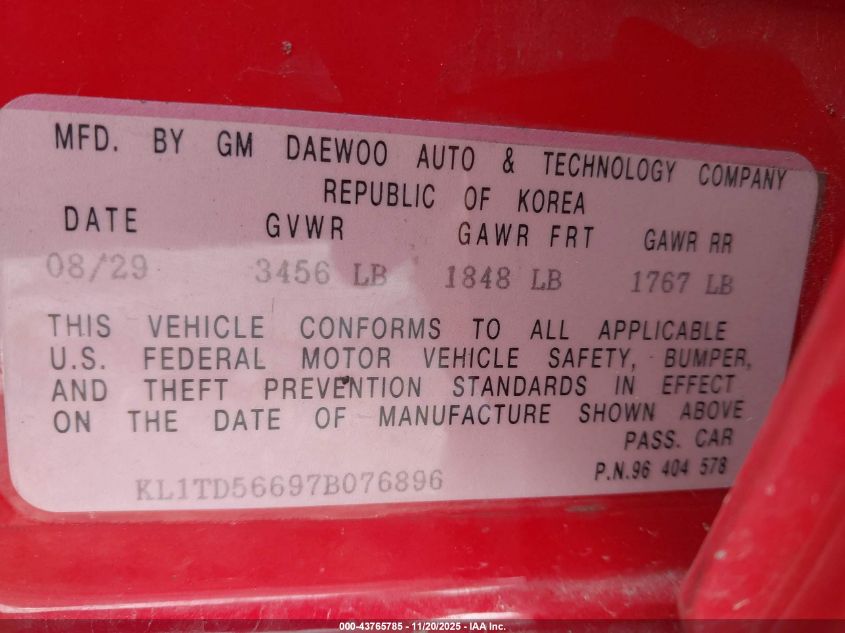 MFD. BY GM DAEWOO AUTO & TECHNOLOGY COMPANY
REPUBLIC OF KOREA
DATE GVWR GAWR FRT GAWR RR
08/29 3456 LB 1848 LB 1767 LB
THIS VEHICLE CONFORMS TO ALL APPLICABLE
U.S. FEDERAL MOTOR VEHICLE SAFETY, BUMPER,
AND THEFT PREVENTION STANDARDS IN EFFECT
ON THE DATE OF MANUFACTURE SHOWN ABOVE
PASS. CAR
KL1TD56697B076896 P.N.96 404 578
000-43765785 - 11/20/2025 - IAA, Inc.